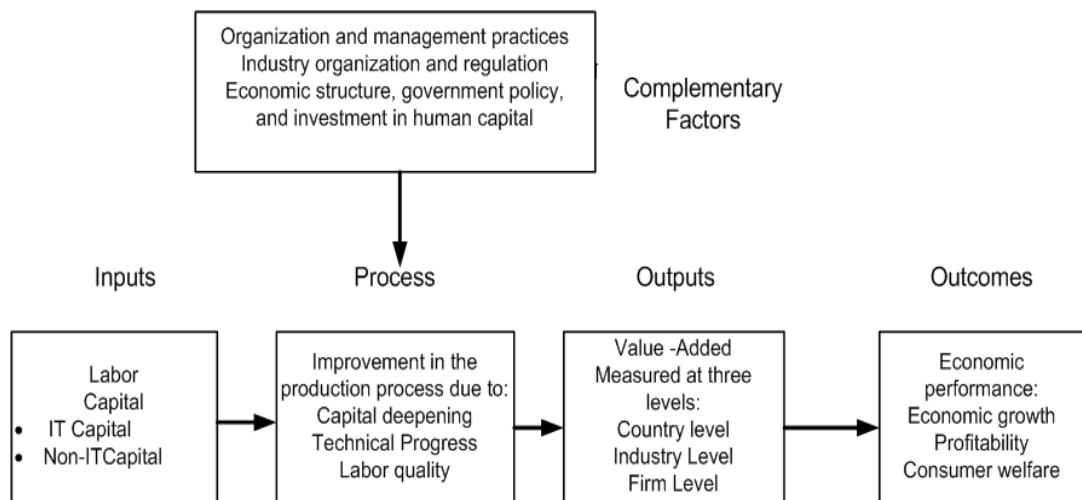 Organization and management practices
Industry organization and regulation
Economic structure, government policy,
and investment in human capital
Complementary
Factors
Inputs
Process
Outputs
Outcomes
Labor
Capital
• IT Capital
• Non-ITCapital
Improvement in the
production process due to:
Capital deepening
Technical Progress
Labor quality
Value -Added
Measured at three
levels:
Country level
Industry Level
Firm Level
Economic
performance:
Economic growth
Profitability
Consumer welfare